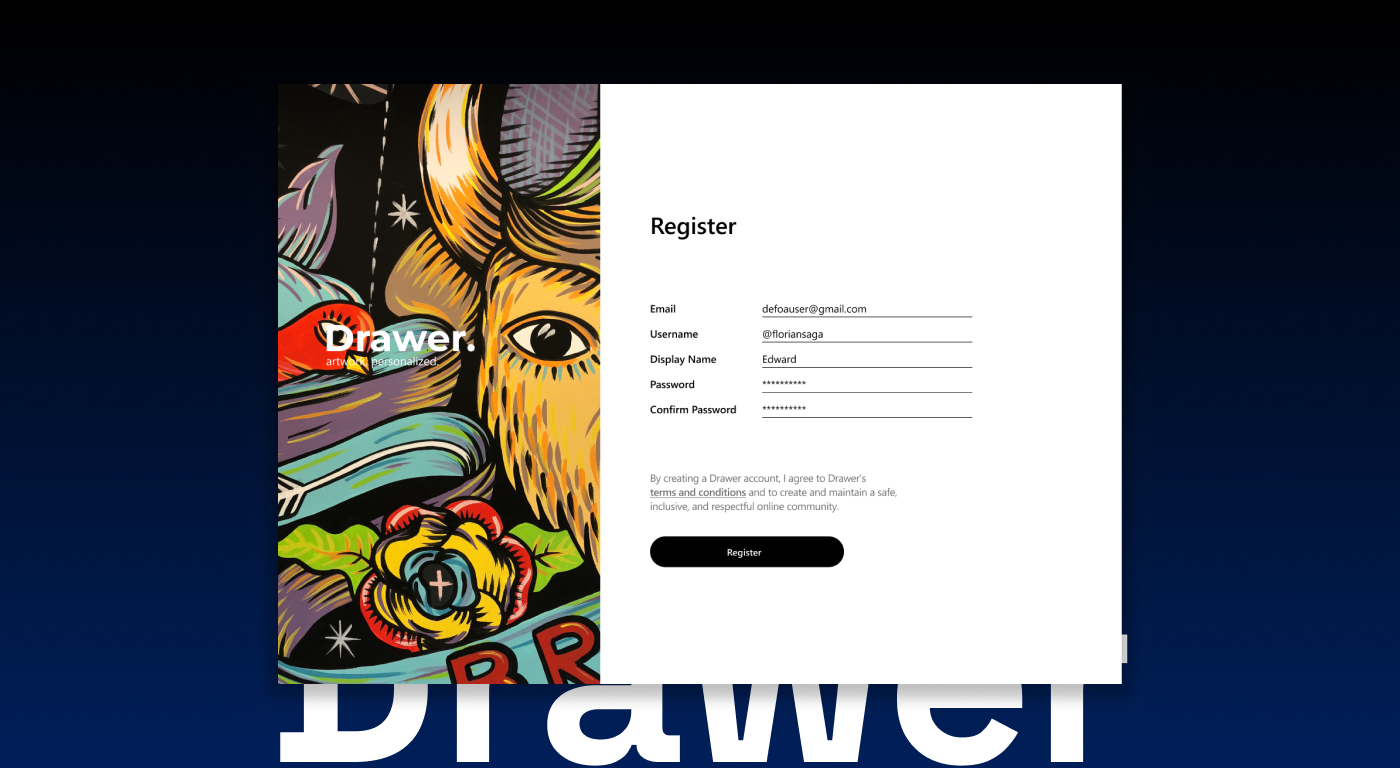 Drawer.
artwork, personalized.
BR
Register
Email defoauser@gmail.com
Username @floriansaga
Display Name Edward
Password **********
Confirm Password **********
By creating a Drawer account, I agree to Drawer's
terms and conditions and to create and maintain a safe,
inclusive, and respectful online community.
Register
Drawer